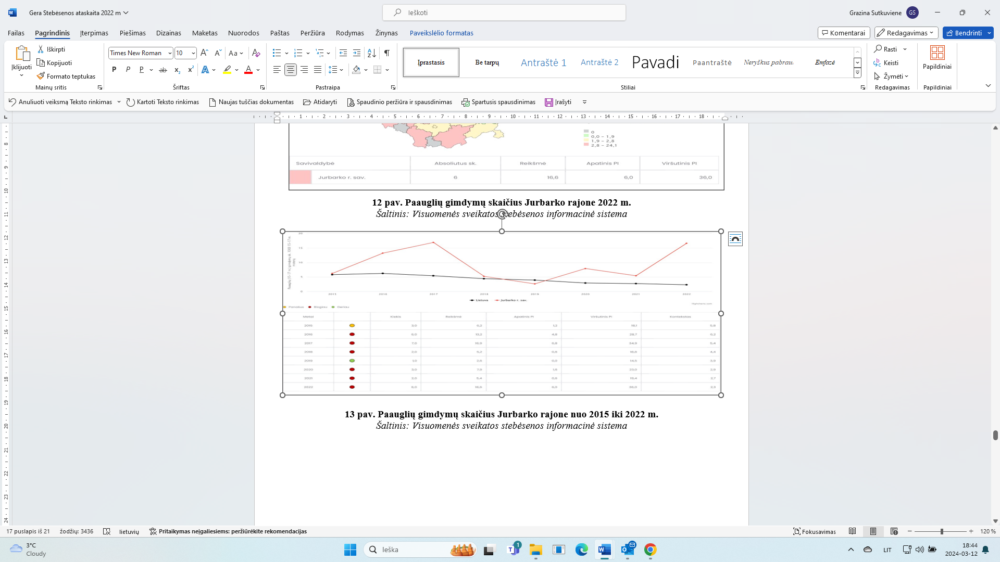 Gera Stebėsenos ataskaita 2022 m
Ieškoti
Grazina Sutkuviene
GS
Failas Pagrindinis Įterpimas Piešimas Dizainas Maketas Nuorodos Paštas Peržiūra Rodymas Žinynas Paveikslėlio formatas
Komentarai Redagavimas Bendrinti
Įklijuoti
Iškirpti
Kopijuoti
Formato teptukas
Mainų sritis
Times New Roman 10
Šriftas
Pastraipa
Įprastasis Be tarpų Antraštė 1 Antraštė 2 Pavadi Paantraštė Neryškus pabrau. Emfazė
Stiliai
Rasti
Keisti
Žymėti
Redagavimas
Papildiniai
Papildiniai
Anuliuoti veiksmą Teksto rinkimas Kartoti Teksto rinkimas Naujas tuščias dokumentas Atidaryti Spaudinio peržiūra ir spausdinimas Spartusis spausdinimas Įrašyti
1 2 3 4 5 6 7 8 9 10 11 12 13 14 15 16 17 18
0
0,0 – 1,9
1,9 – 2,8
2,8 – 24,1
Savivaldybė Absoliutus sk. Reikšmė Apatinis PI Viršutinis PI
Jurbarko r. sav. 6 16,6 6,0 36,0
12 pav. Paauglių gimdymų skaičius Jurbarko rajone 2022 m.
Šaltinis: Visuomenės sveikatos stebėsenos informacinė sistema
20
15
10
5
0
2015 2016 2017 2018 2019 2020 2021 2022
Lietuva Jurbarko r. sav.
Panašus Blogiau Geriau
Metai Kiekis Reikšmė Apatinis PI Viršutinis PI Kontekstas
2015 3,0 6,2 1,2 18,1 5,8
2016 6,0 13,2 4,8 28,7 6,2
2017 7,0 16,9 6,8 34,9 5,4
2018 2,0 5,2 0,6 18,8 4,4
2019 1,0 2,6 0,0 14,5 3,9
2020 3,0 7,9 1,6 23,0 2,9
2021 2,0 5,4 0,6 19,4 2,7
2022 6,0 16,6 6,0 36,0 2,3
13 pav. Paauglių gimdymų skaičius Jurbarko rajone nuo 2015 iki 2022 m.
Šaltinis: Visuomenės sveikatos stebėsenos informacinė sistema
17 puslapis iš 21 žodžių: 3436 lietuvių Pritaikymas neįgaliesiems: peržiūrėkite rekomendacijas
Fokusavimas 120 %
3°C
Cloudy
Ieška
1
LIT
18:44
2024-03-12